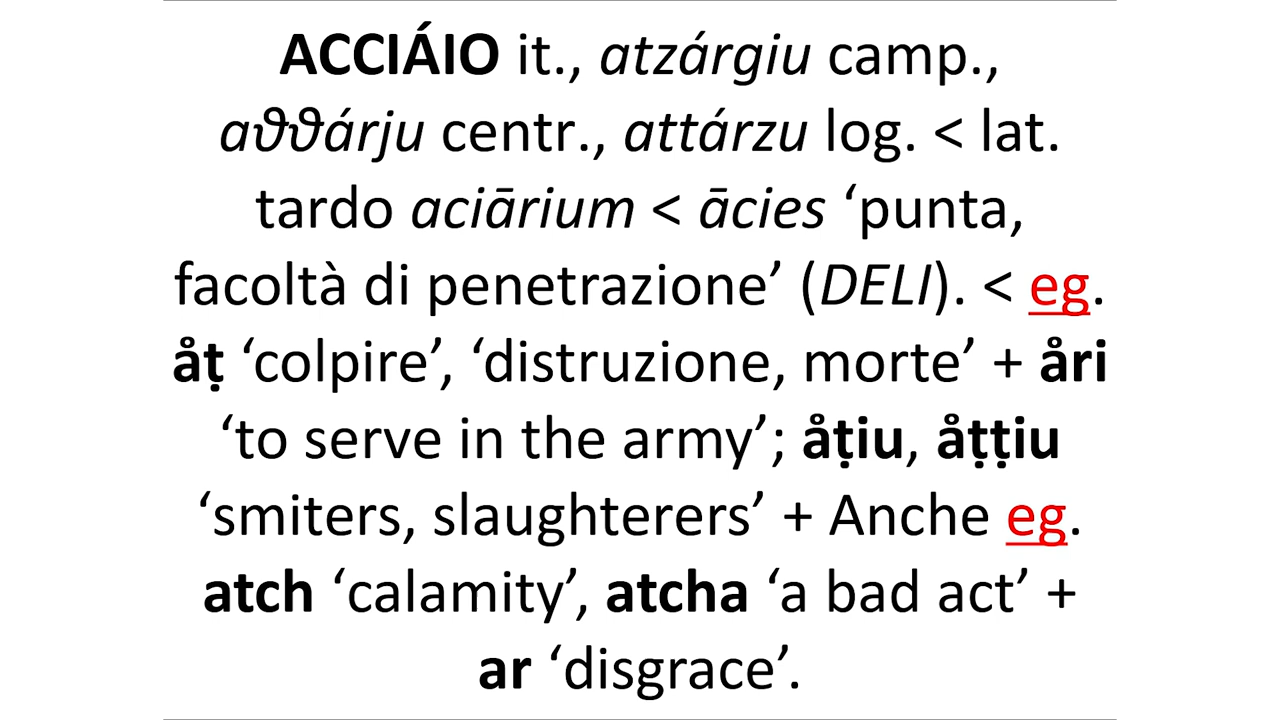 ACCIÁIO it., atzárgiu camp.,
aϑϑárju centr., attárzu log. < lat.
tardo aciārium < ācies ‘punta,
facoltà di penetrazione’ (DELI). < eg.
åṭ ‘colpire’, ‘distruzione, morte’ + åri
‘to serve in the army’; åṭiu, åṭṭiu
‘smiters, slaughterers’ + Anche eg.
atch ‘calamity’, atcha ‘a bad act’ +
ar ‘disgrace’.